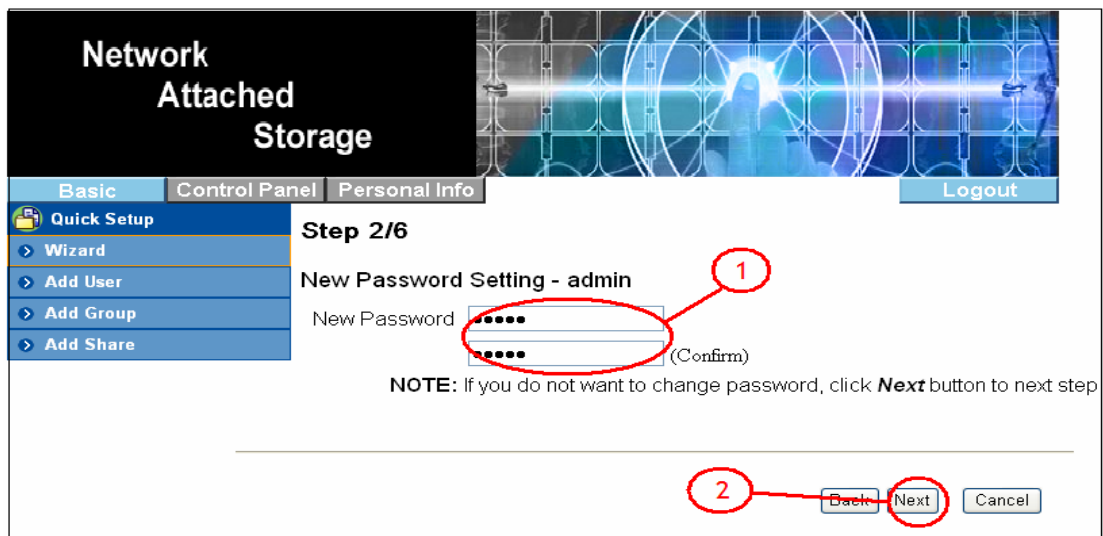 Network
Attached
Storage
Basic Control Panel Personal Info Logout
Quick Setup
Wizard
Add User
Add Group
Add Share
Step 2/6
New Password Setting - admin
1
New Password •••••
••••• (Confirm)
NOTE: If you do not want to change password, click Next button to next step
2
Back Next Cancel